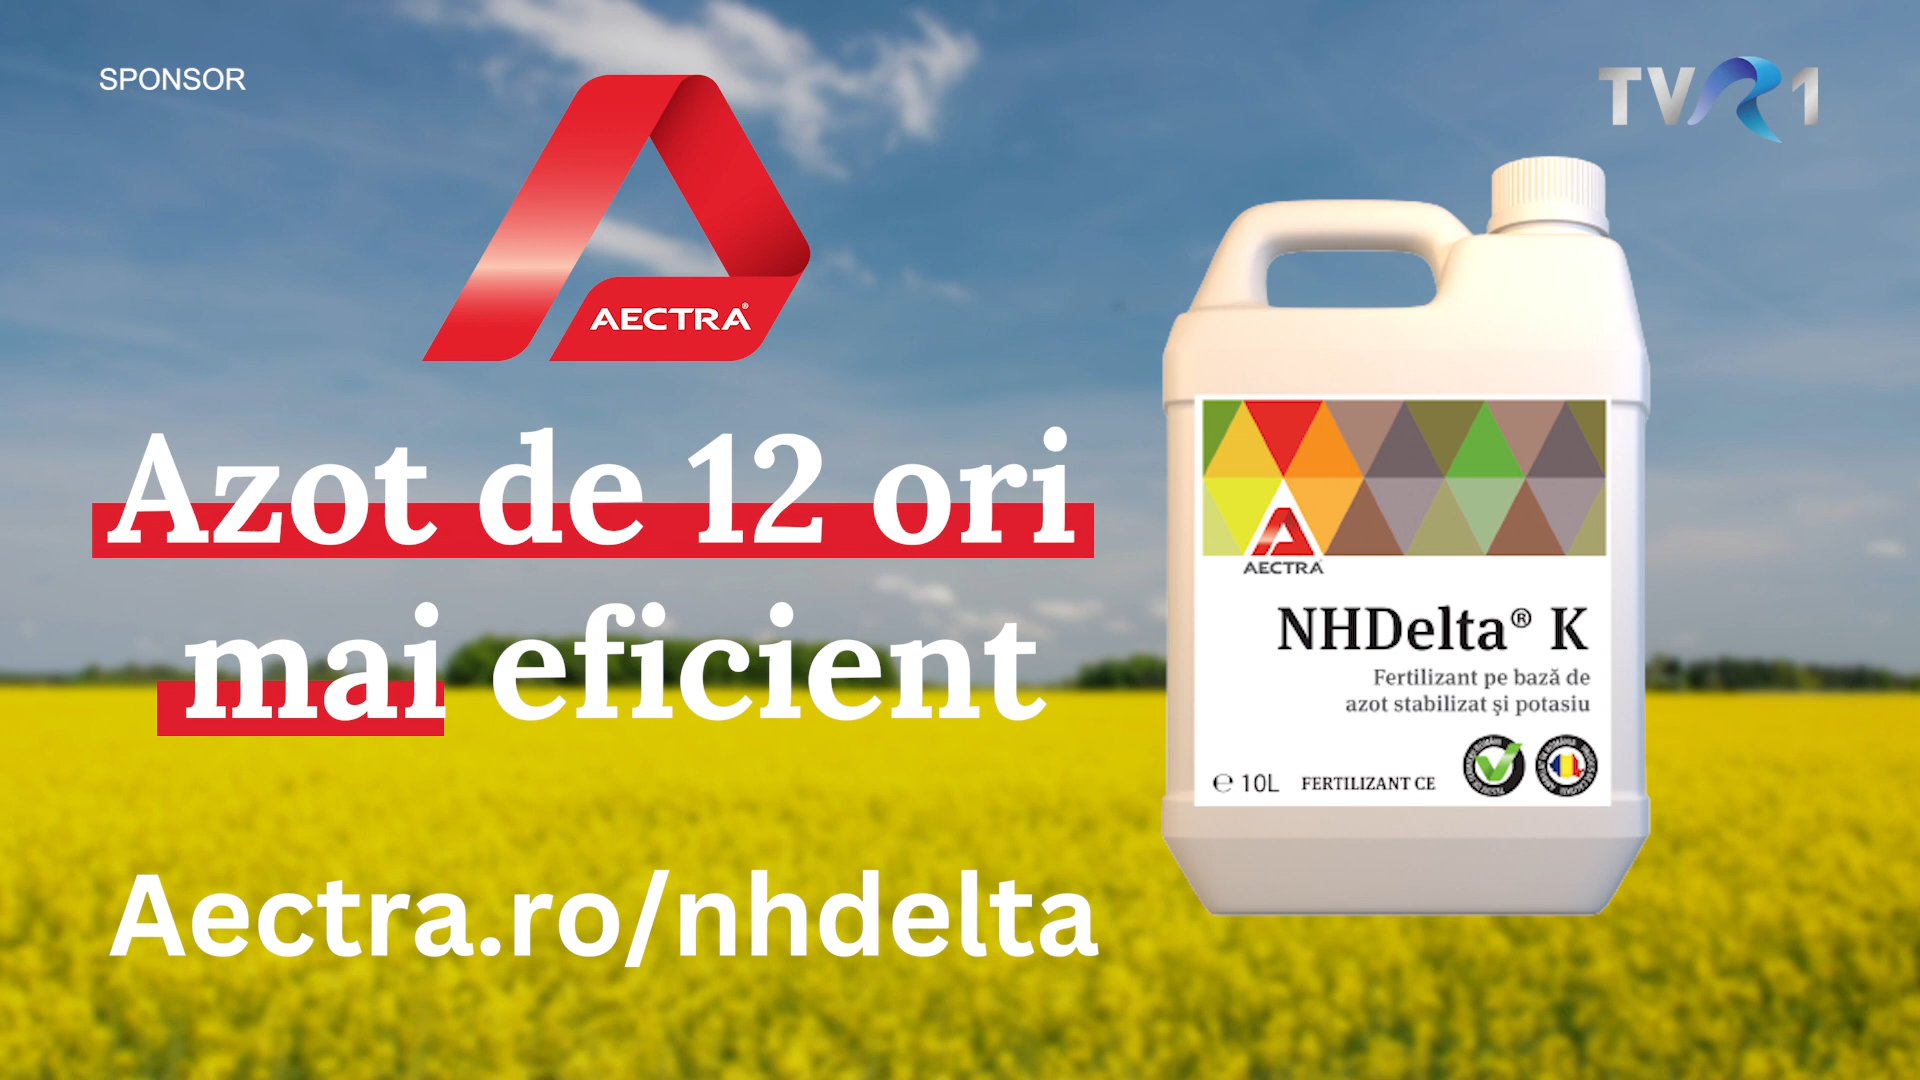 SPONSOR
TVR1
AECTRA®
Azot de 12 ori
mai eficient
Aectra.ro/nhdelta
AECTRA
NHDelta® K
Fertilizant pe bază de
azot stabilizat și potasiu
℮ 10L FERTILIZANT CE